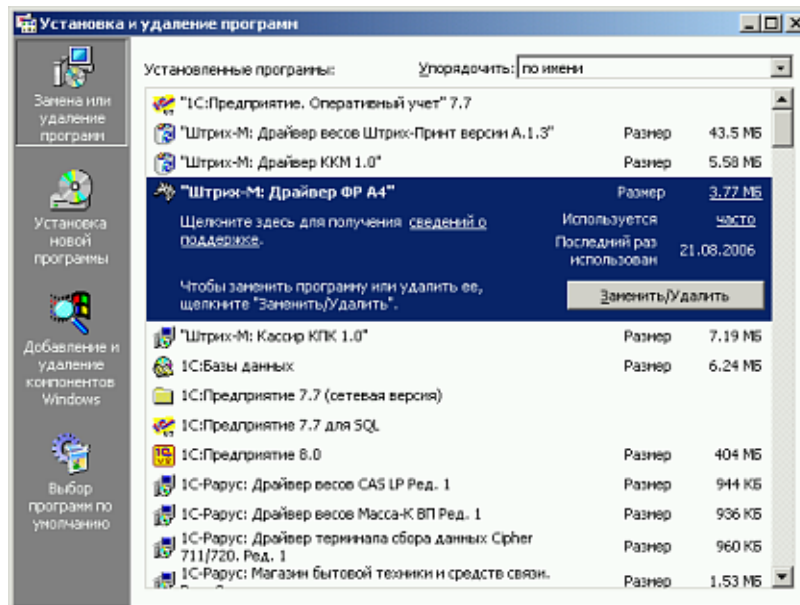 Установка и удаление программ
Замена или
удаление
программ
Установка
новой
программы
Добавление и
удаление
компонентов
Windows
Выбор
программ по
умолчанию
Установленные программы: Упорядочить: по имени
"1С:Предприятие. Оперативный учет" 7.7
"Штрих-М: Драйвер весов Штрих-Принт версии А.1.3" Размер 43.5 МБ
"Штрих-М: Драйвер ККМ 1.0" Размер 5.58 МБ
"Штрих-М: Драйвер ФР А4" Размер 3.77 МБ
Щелкните здесь для получения сведений о Используется часто
поддержке. Последний раз
использован 21.08.2006
Чтобы заменить программу или удалить ее,
щелкните "Заменить/Удалить". Заменить/Удалить
"Штрих-М: Кассир КПК 1.0" Размер 7.19 МБ
1С:Базы данных Размер 6.24 МБ
1С:Предприятие 7.7 (сетевая версия)
1С:Предприятие 7.7 для SQL
1С:Предприятие 8.0 Размер 404 МБ
1С-Рарус: Драйвер весов CAS LP Ред. 1 Размер 944 КБ
1С-Рарус: Драйвер весов Масса-К ВП Ред. 1 Размер 936 КБ
1С-Рарус: Драйвер терминала сбора данных Cipher
711/720. Ред. 1 Размер 960 КБ
1С-Рарус: Магазин бытовой техники и средств связи.
Размер 1.53 МБ